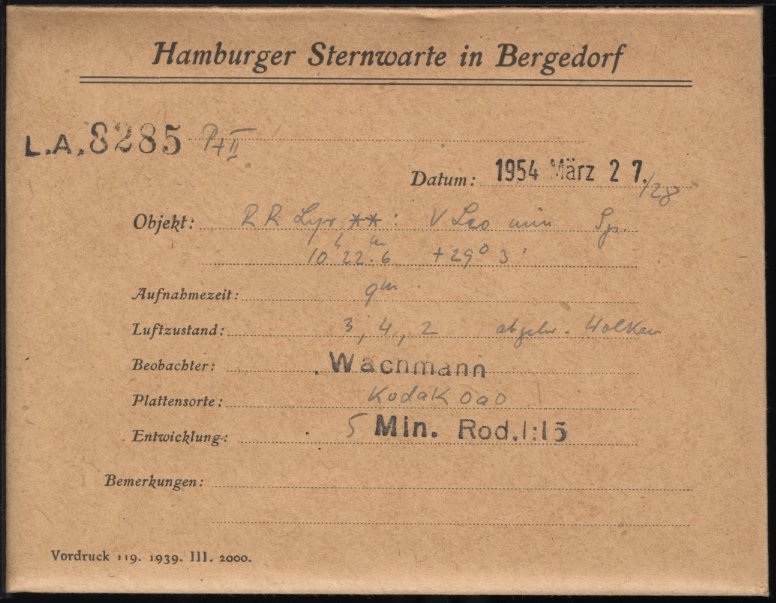 Hamburger Sternwarte in Bergedorf
L.A. 8285 II
Datum: 1954 März 27./28
Objekt: RR Lyr, **: V Leo min Sp.
10h 22m.6 +29° 3'
Aufnahmezeit: 9m
Luftzustand: 3, 4, 2 abgebr. Wolken
Beobachter: Wachmann
Plattensorte: Kodak OaO
Entwicklung: 5 Min. Rod.1:15
Bemerkungen:
Vordruck 119. 1939. III. 2000.